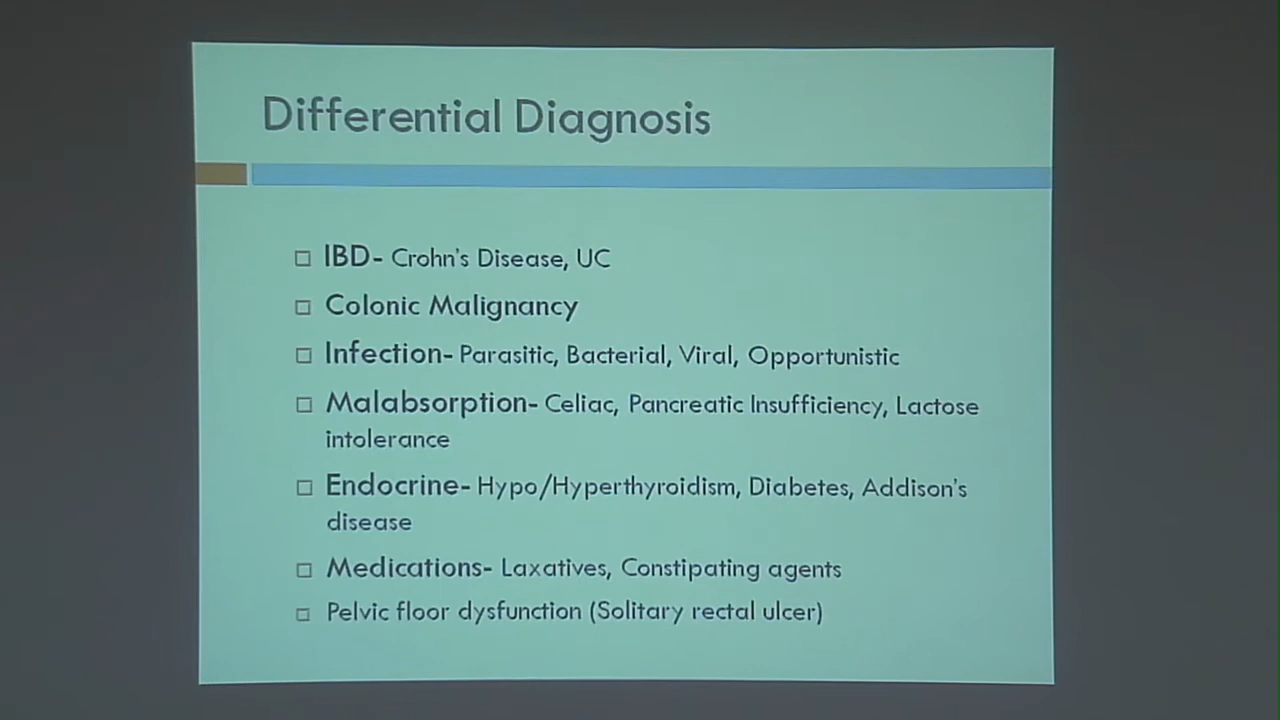 Differential Diagnosis
IBD- Crohn's Disease, UC
Colonic Malignancy
Infection- Parasitic, Bacterial, Viral, Opportunistic
Malabsorption- Celiac, Pancreatic Insufficiency, Lactose
intolerance
Endocrine- Hypo/Hyperthyroidism, Diabetes, Addison's
disease
Medications- Laxatives, Constipating agents
Pelvic floor dysfunction (Solitary rectal ulcer)